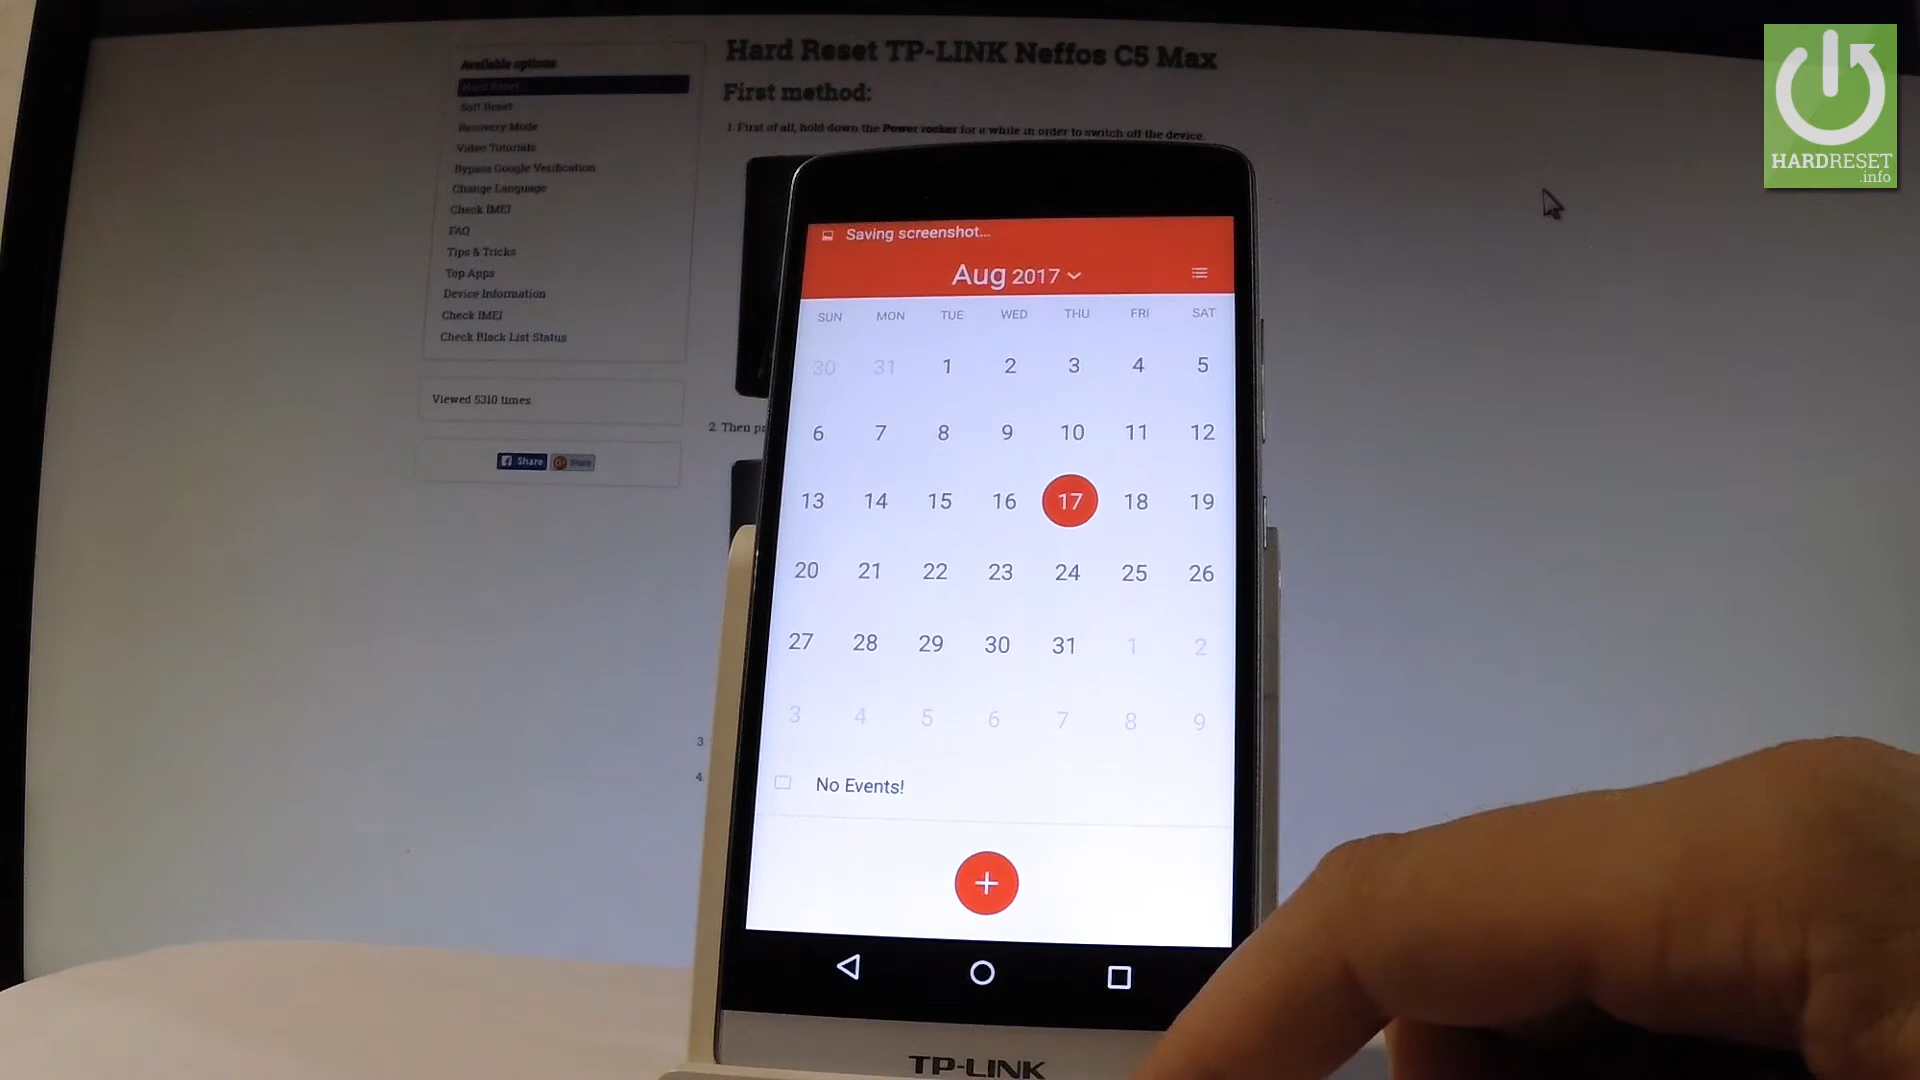 Hard Reset TP-LINK Neffos C5 Max
First method:
1. First of all, hold down the Power rocker for a while in order to switch off the device.
2. Then pr
3
4
Available options
Hard Reset
Soft Reset
Recovery Mode
Video Tutorials
Bypass Google Verification
Change Language
Check IMEI
FAQ
Tips & Tricks
Top Apps
Device Information
Check IMEI
Check Block List Status
Viewed 5310 times
Share
Share
HARDRESET
.info
Saving screenshot...
Aug 2017
SUN MON TUE WED THU FRI SAT
30 31 1 2 3 4 5
6 7 8 9 10 11 12
13 14 15 16 17 18 19
20 21 22 23 24 25 26
27 28 29 30 31 1 2
3 4 5 6 7 8 9
No Events!
+
TP-LINK